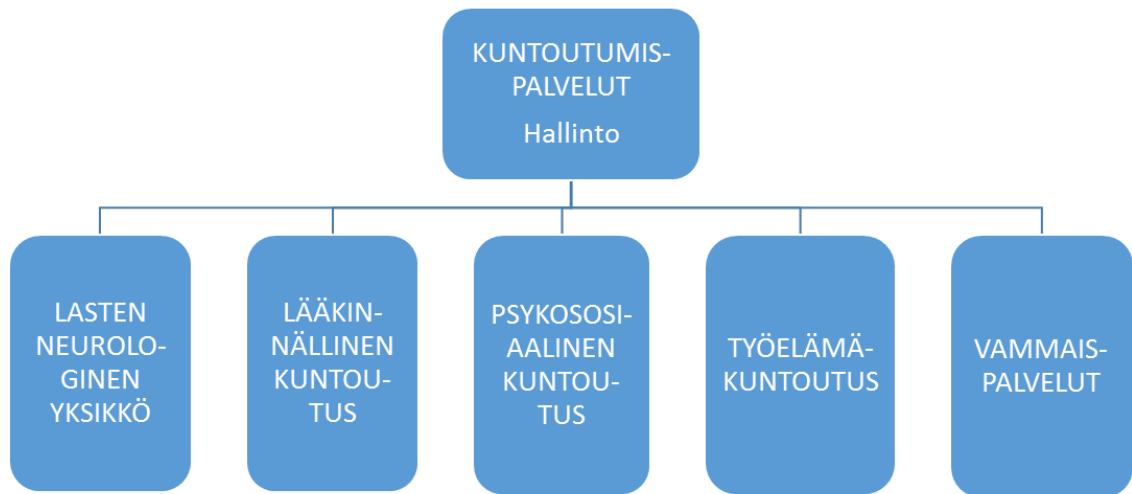 KUNTOUTUMIS-
PALVELUT
Hallinto
LASTEN
NEUROLO-
GINEN
YKSIKKÖ
LÄÄKIN-
NÄLLINEN
KUNTOU-
TUS
PSYKOSOSI-
AALINEN
KUNTOU-
TUS
TYÖELÄMÄ-
KUNTOUTUS
VAMMAIS-
PALVELUT